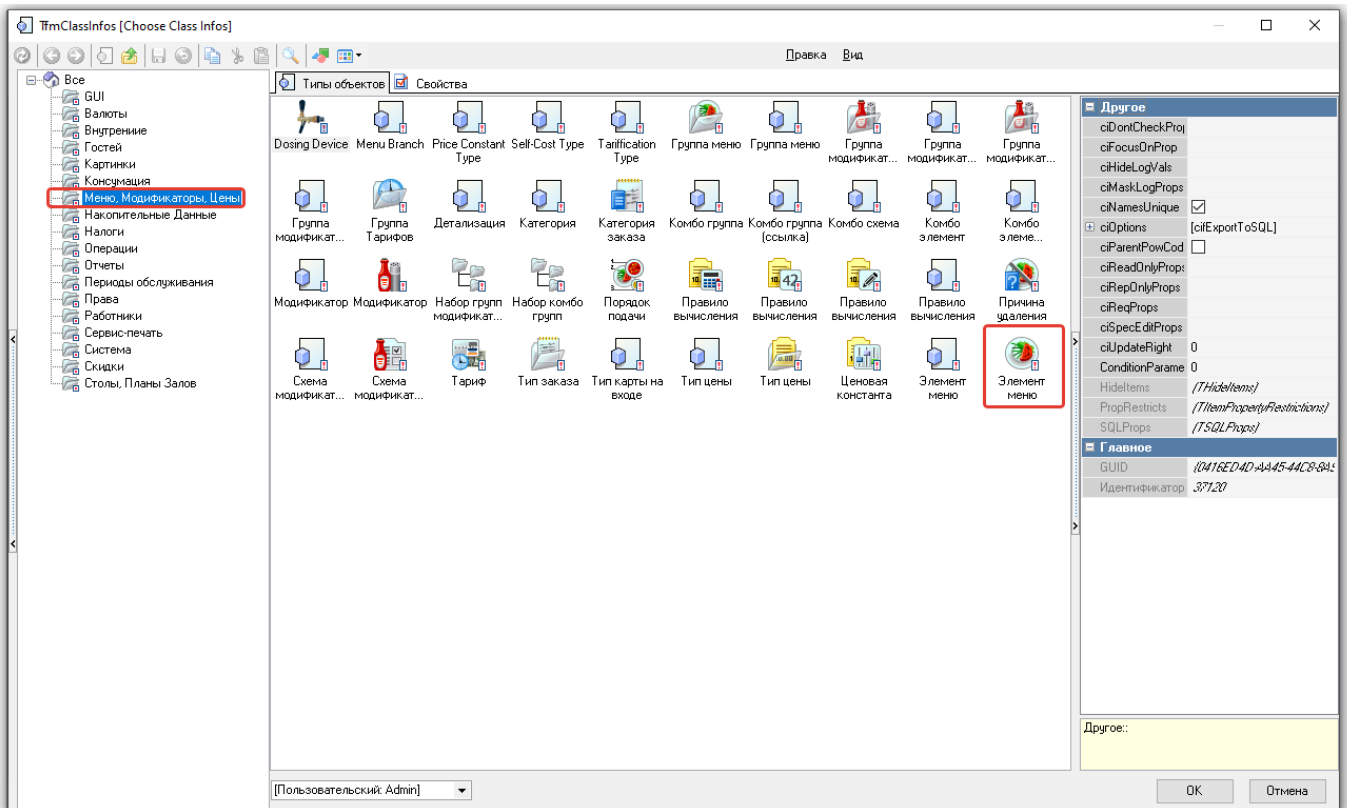 TfmClassInfos [Choose Class Infos]
Правка Вид
Все
GUI
Валюты
Внутренние
Гостей
Картинки
Консумация
Меню, Модификаторы, Цены
Накопительные Данные
Налоги
Операции
Отчеты
Периоды обслуживания
Права
Работники
Сервис-печать
Система
Скидки
Столы, Планы Залов
Типы объектов Свойства
Dosing Device Menu Branch Price Constant Self-Cost Type Tariffication Группа меню Группа меню Группа Группа Группа
Type Type модификат... модификат... модификат...
Группа Группа Детализация Категория Категория Комбо группа Комбо группа Комбо схема Комбо Комбо
модификат... Тарифов заказа (ссылка) элемент элеме...
Модификатор Модификатор Набор групп Набор комбо Порядок Правило Правило Правило Правило Причина
модификат... групп подачи вычисления вычисления вычисления вычисления удаления
Схема Схема Тариф Тип заказа Тип карты на Тип цены Тип цены Ценовая Элемент Элемент
модификат... модификат... входе константа меню меню
Другое
ciDontCheckProp
ciFocusOnProp
ciHideLogVals
ciMaskLogProps
ciNamesUnique
ciOptions [cifExportToSQL]
ciParentPowCod
ciReadOnlyProps
ciRepOnlyProps
ciReqProps
ciSpecEditProps
ciUpdateRight 0
ConditionParame 0
HideItems (THideItems)
PropRestricts (TItemPropertyRestrictions)
SQLProps (TSQLProps)
Главное
GUID {0416ED4D-AA45-44C8-8A9
Идентификатор 37120
Другое::
[Пользовательский: Admin]
OK Отмена